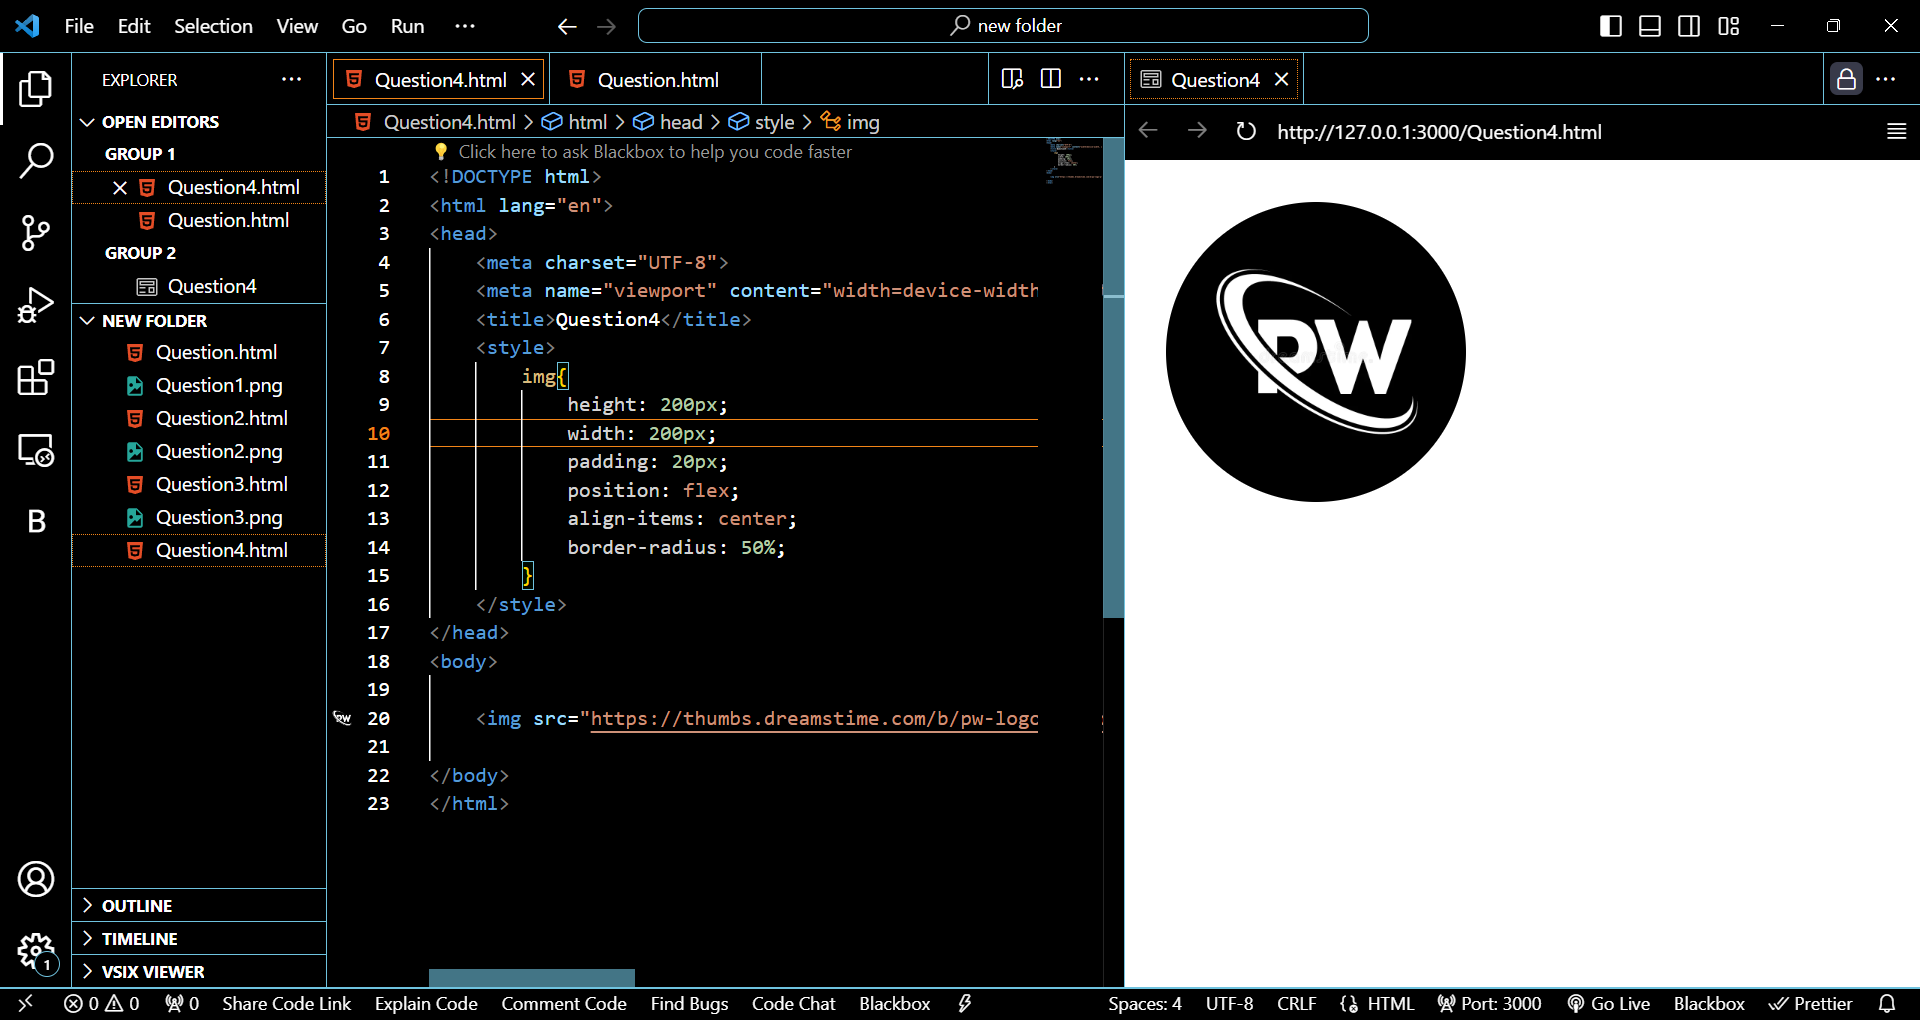 File Edit Selection View Go Run ··· new folder
EXPLORER ···
OPEN EDITORS
GROUP 1
Question4.html
Question.html
GROUP 2
Question4
NEW FOLDER
Question.html
Question1.png
Question2.html
Question2.png
Question3.html
Question3.png
Question4.html
OUTLINE
TIMELINE
VSIX VIEWER
B
1
Question4.html Question.html
Question4.html > html > head > style > img
Click here to ask Blackbox to help you code faster
1 <!DOCTYPE html>
2 <html lang="en">
3 <head>
4 <meta charset="UTF-8">
5 <meta name="viewport" content="width=device-width
6 <title>Question4</title>
7 <style>
8 img{
9 height: 200px;
10 width: 200px;
11 padding: 20px;
12 position: flex;
13 align-items: center;
14 border-radius: 50%;
15 }
16 </style>
17 </head>
18 <body>
19
20 <img src="https://thumbs.dreamstime.com/b/pw-logo
21
22 </body>
23 </html>
Question4
http://127.0.0.1:3000/Question4.html
PW
0 0 0 Share Code Link Explain Code Comment Code Find Bugs Code Chat Blackbox Spaces: 4 UTF-8 CRLF HTML Port: 3000 Go Live Blackbox Prettier